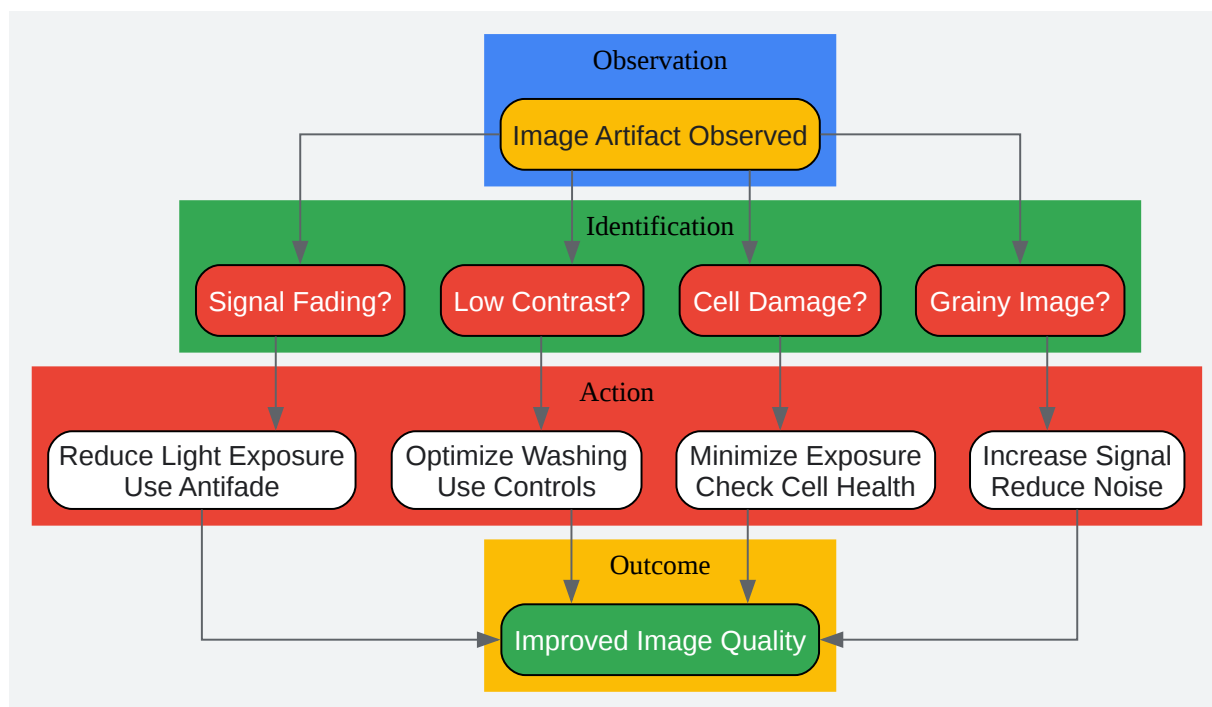 Observation
Image Artifact Observed
Identification
Signal Fading?
Low Contrast?
Cell Damage?
Grainy Image?
Action
Reduce Light Exposure
Use Antifade
Optimize Washing
Use Controls
Minimize Exposure
Check Cell Health
Increase Signal
Reduce Noise
Outcome
Improved Image Quality